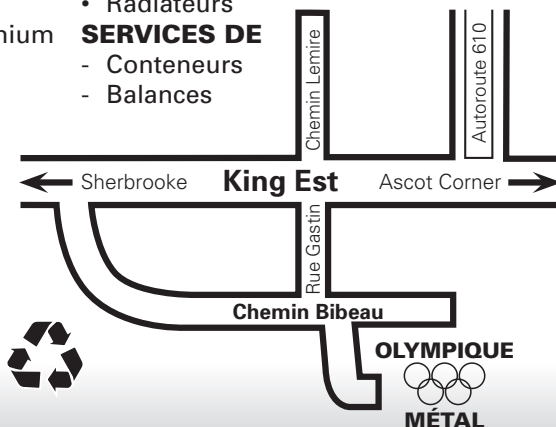 • Radiateurs
SERVICES DE
- Conteneurs
- Balances
Chemin Lemire
Autoroute 610
Sherbrooke King Est Ascot Corner
Rue Gastin
Chemin Bibeau
OLYMPIQUE
MÉTAL